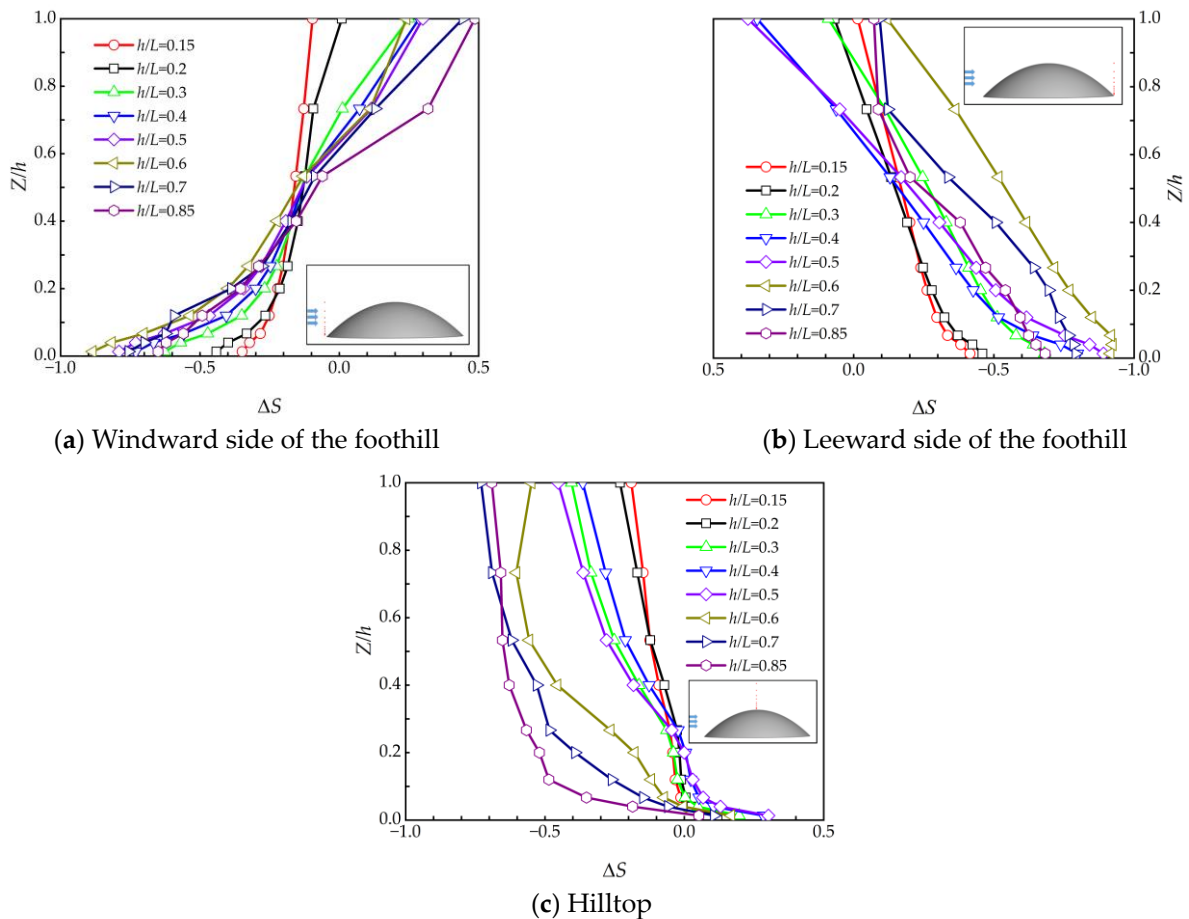 1.0
0.8
0.6
0.4
0.2
0.0
Z/h
h/L=0.15
h/L=0.2
h/L=0.3
h/L=0.4
h/L=0.5
h/L=0.6
h/L=0.7
h/L=0.85
−1.0 −0.5 0.0 0.5
ΔS
(a) Windward side of the foothill
1.0
0.8
0.6
0.4
0.2
0.0
Z/h
h/L=0.15
h/L=0.2
h/L=0.3
h/L=0.4
h/L=0.5
h/L=0.6
h/L=0.7
h/L=0.85
0.5 0.0 −0.5 −1.0
ΔS
(b) Leeward side of the foothill
1.0
0.8
0.6
0.4
0.2
0.0
Z/h
h/L=0.15
h/L=0.2
h/L=0.3
h/L=0.4
h/L=0.5
h/L=0.6
h/L=0.7
h/L=0.85
−1.0 −0.5 0.0 0.5
ΔS
(c) Hilltop